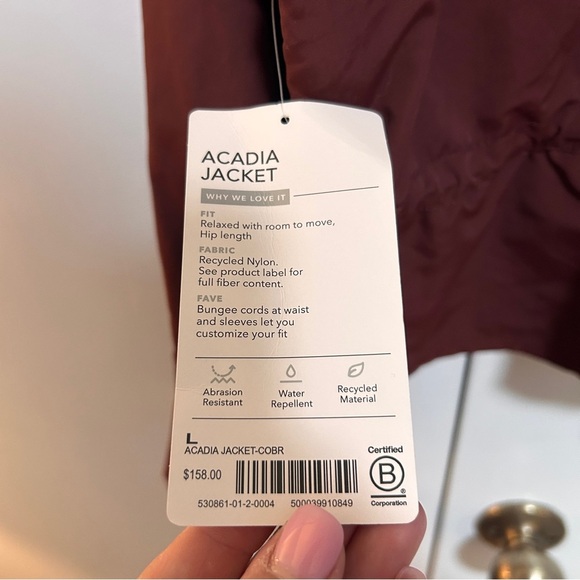 ACADIA
JACKET
WHY WE LOVE IT
FIT
Relaxed with room to move,
Hip length
FABRIC
Recycled Nylon.
See product label for
full fiber content.
FAVE
Bungee cords at waist
and sleeves let you
customize your fit
Abrasion
Resistant
Water
Repellent
Recycled
Material
L
ACADIA JACKET-COBR
$158.00
530861-01-2-0004 500039910849
Certified
B
®
Corporation